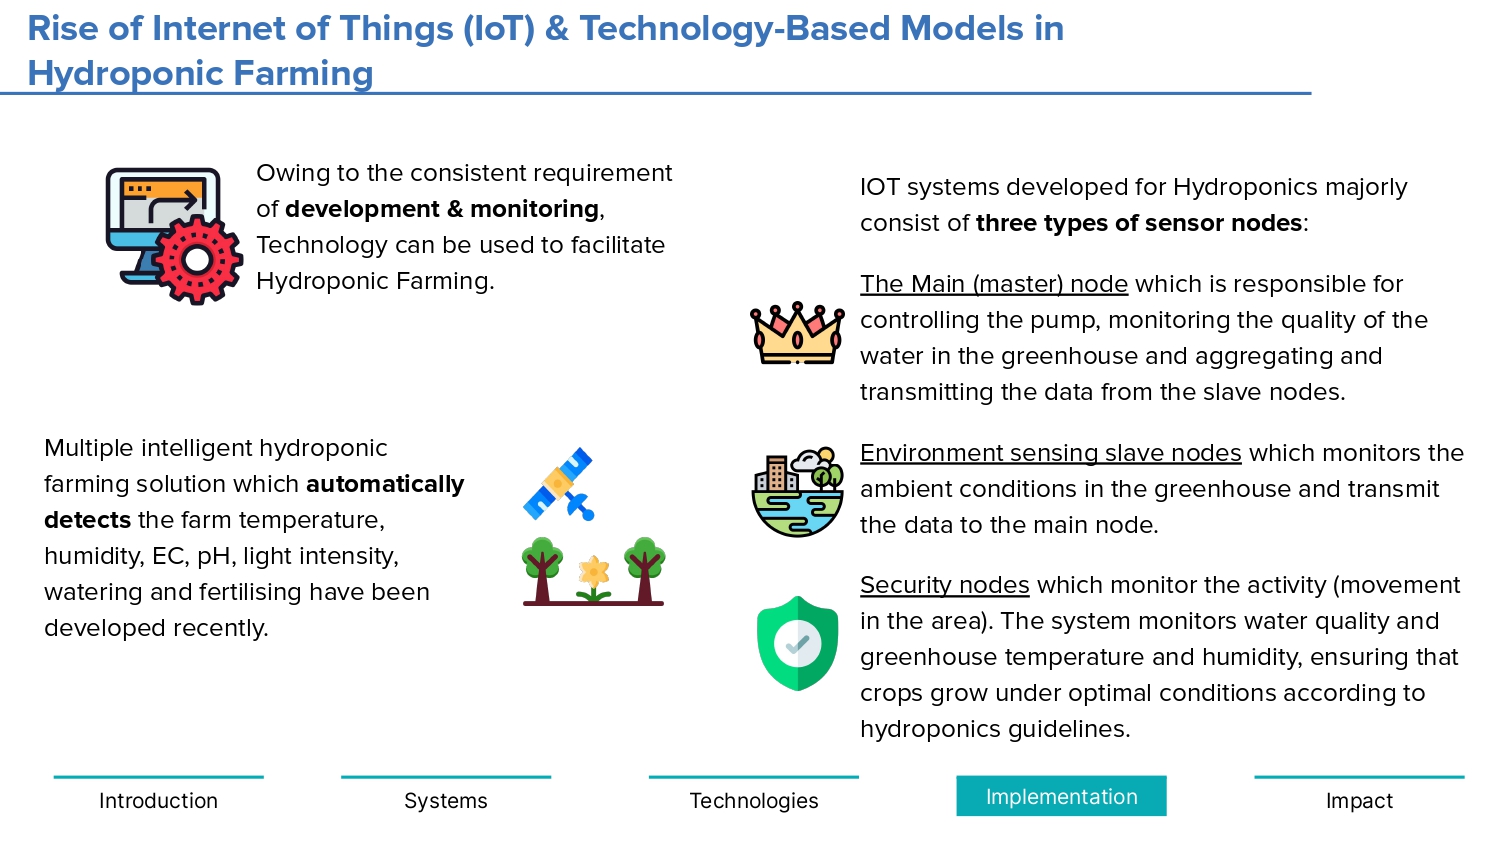 Rise of Internet of Things (IoT) & Technology-Based Models in
Hydroponic Farming
Owing to the consistent requirement
of development & monitoring,
Technology can be used to facilitate
Hydroponic Farming.
Multiple intelligent hydroponic
farming solution which automatically
detects the farm temperature,
humidity, EC, pH, light intensity,
watering and fertilising have been
developed recently.
IOT systems developed for Hydroponics majorly
consist of three types of sensor nodes:
The Main (master) node which is responsible for
controlling the pump, monitoring the quality of the
water in the greenhouse and aggregating and
transmitting the data from the slave nodes.
Environment sensing slave nodes which monitors the
ambient conditions in the greenhouse and transmit
the data to the main node.
Security nodes which monitor the activity (movement
in the area). The system monitors water quality and
greenhouse temperature and humidity, ensuring that
crops grow under optimal conditions according to
hydroponics guidelines.
Introduction
Systems
Technologies
Implementation
Impact